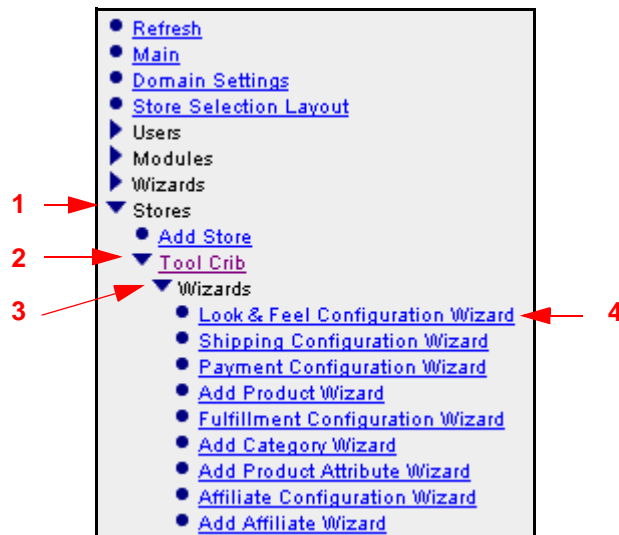 Refresh
Main
Domain Settings
Store Selection Layout
Users
Modules
Wizards
1 Stores
Add Store
2 Tool Crib
3 Wizards
Look & Feel Configuration Wizard 4
Shipping Configuration Wizard
Payment Configuration Wizard
Add Product Wizard
Fulfillment Configuration Wizard
Add Category Wizard
Add Product Attribute Wizard
Affiliate Configuration Wizard
Add Affiliate Wizard